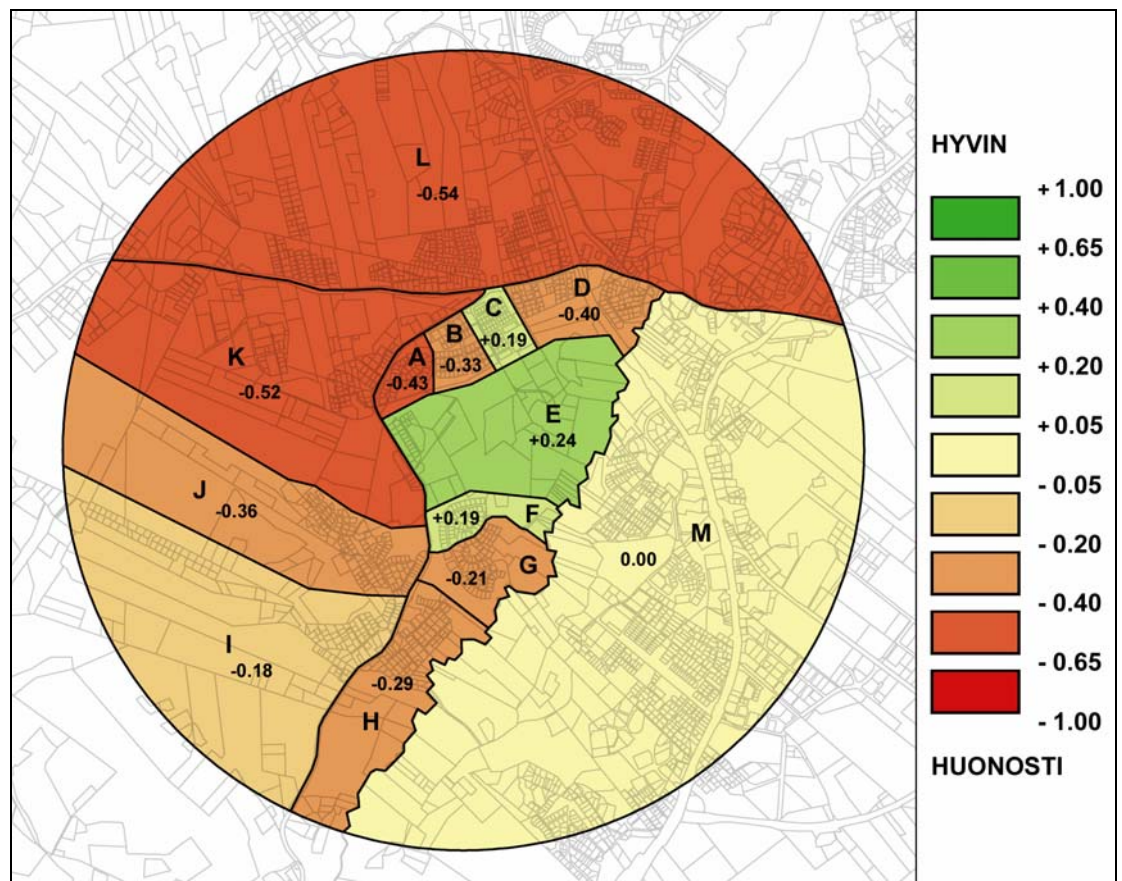 L
-0.54
C
+0.19
D
-0.40
B
-0.33
A
-0.43
K
-0.52
E
+0.24
J
-0.36
+0.19
F
M
0.00
G
-0.21
I
-0.18
-0.29
H
HYVIN
+ 1.00
+ 0.65
+ 0.40
+ 0.20
+ 0.05
- 0.05
- 0.20
- 0.40
- 0.65
- 1.00
HUONOSTI